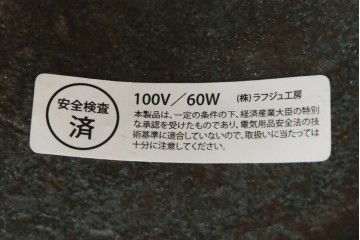 安全検査
済
100V／60W （株）ラフジュ工房
本製品は、一定の条件の下、経済産業大臣の特別
な承認を受けたものであり、電気用品安全法の技
術基準に適合していないので、取扱いに当たっては
十分に注意してください。